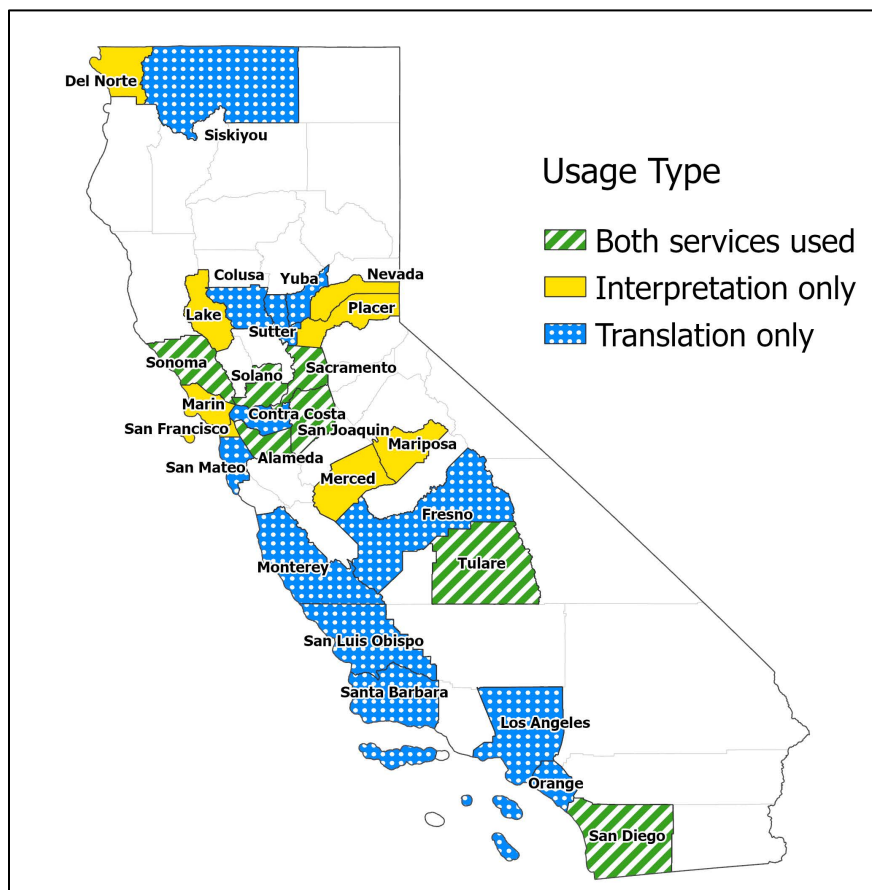 Del Norte
Siskiyou
Usage Type
Both services used
Interpretation only
Translation only
Colusa
Yuba
Nevada
Placer
Lake
Sutter
Sonoma
Solano
Sacramento
Marin
Contra Costa
San Francisco
San Joaquin
Alameda
San Mateo
Mariposa
Merced
Fresno
Monterey
Tulare
San Luis Obispo
Santa Barbara
Los Angeles
Orange
San Diego